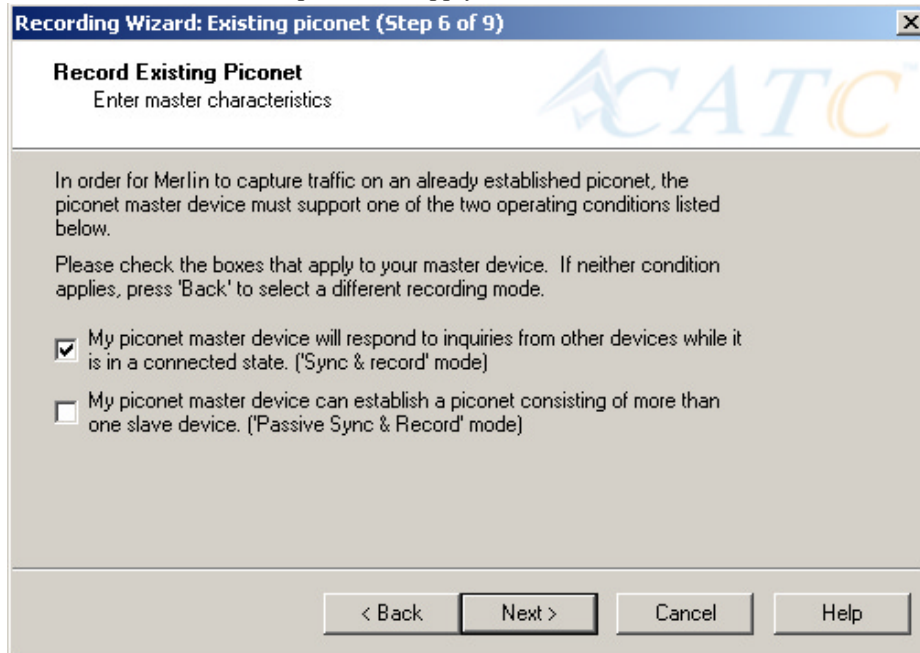 Recording Wizard: Existing piconet (Step 6 of 9)
Record Existing Piconet
Enter master characteristics
CATC
In order for Merlin to capture traffic on an already established piconet, the
piconet master device must support one of the two operating conditions listed
below.
Please check the boxes that apply to your master device. If neither condition
applies, press 'Back' to select a different recording mode.
My piconet master device will respond to inquiries from other devices while it
is in a connected state. ('Sync & record' mode)
My piconet master device can establish a piconet consisting of more than
one slave device. ('Passive Sync & Record' mode)
< Back Next > Cancel Help